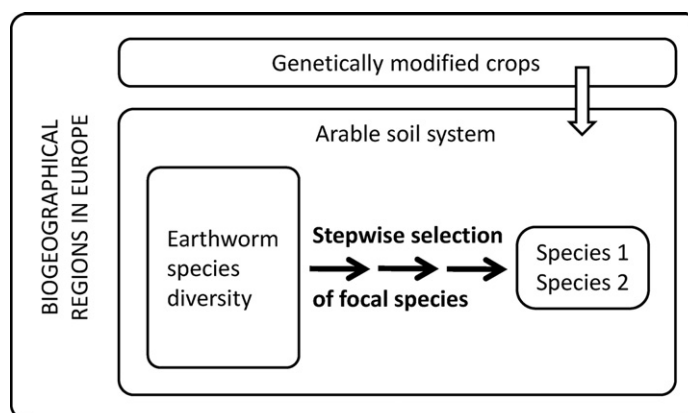 BIOGEOGRAPHICAL
REGIONS IN EUROPE
Genetically modified crops
Arable soil system
Earthworm
species
diversity
Stepwise selection
of focal species
Species 1
Species 2